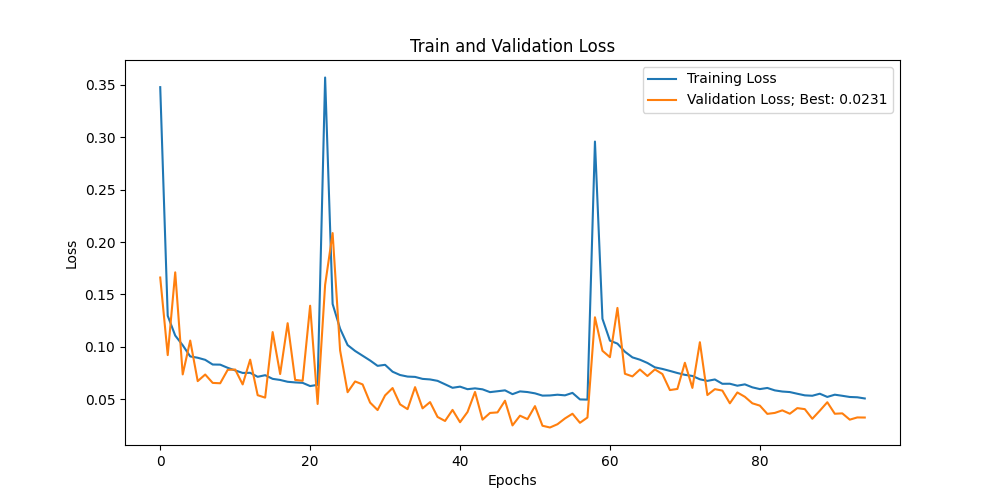 Train and Validation Loss
Training Loss
Validation Loss; Best: 0.0231
0.35
0.30
0.25
0.20
0.15
0.10
0.05
Loss
0 20 40 60 80
Epochs